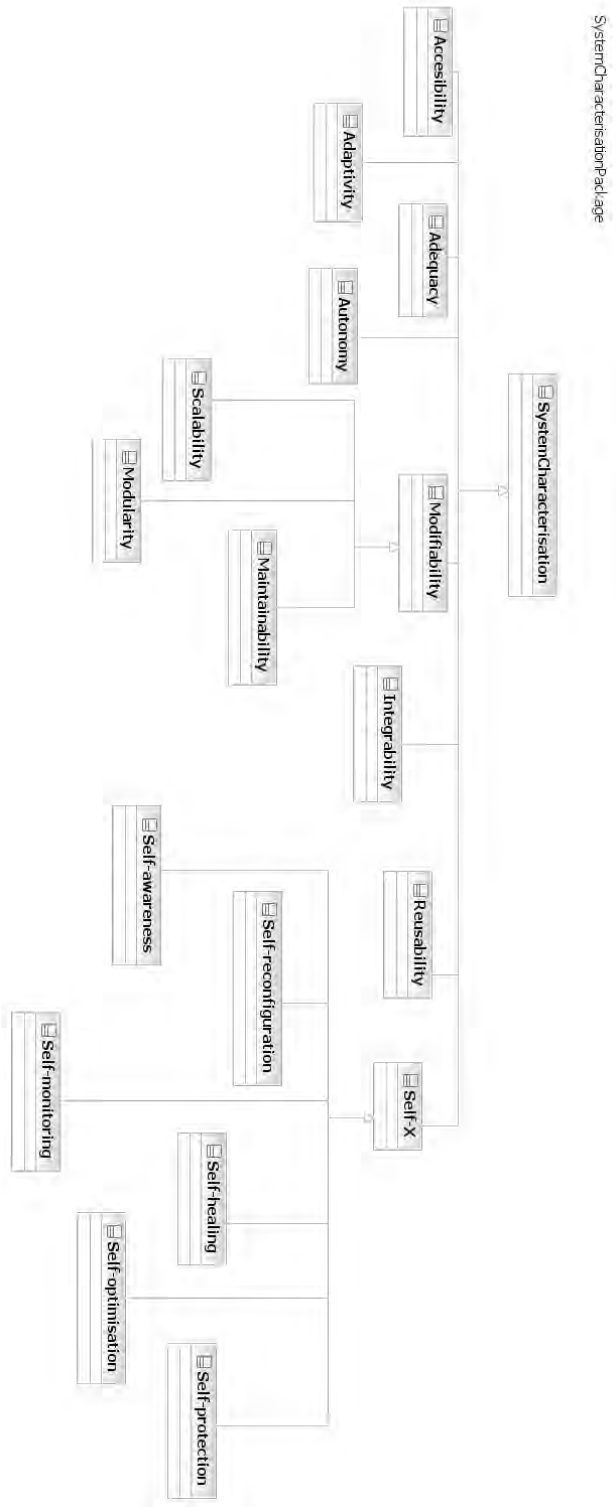 SystemCharacterisationPackage
SystemCharacterisation
Accesibility
Adequacy
Modifiability
Reusability
Self-X
Adaptivity
Autonomy
Integrability
Scalability
Maintainability
Modularity
Self-awareness
Self-reconfiguration
Self-monitoring
Self-healing
Self-optimisation
Self-protection